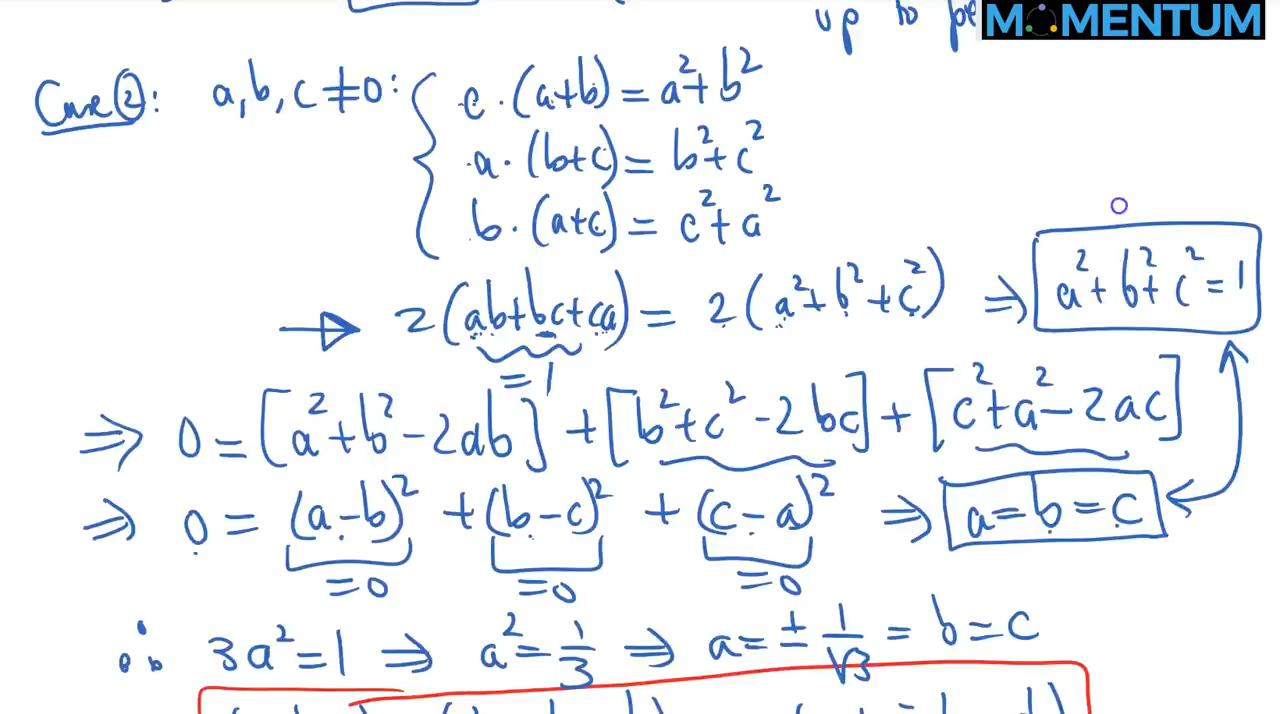 up to
MOMENTUM
Case ②: a, b, c ≠ 0: { c · (a+b) = a² + b²
a · (b+c) = b² + c²
b · (a+c) = c² + a²
→ 2(ab+bc+ca) = 2(a² + b² + c²) ⇒ a² + b² + c² = 1
= 1
⇒ 0 = [a² + b² - 2ab] + [b² + c² - 2bc] + [c² + a² - 2ac]
⇒ 0 = (a-b)² + (b-c)² + (c-a)² ⇒ a = b = c
=0 =0 =0
∴ 3a² = 1 ⇒ a² = 1/3 ⇒ a = ± 1/√3 = b = c